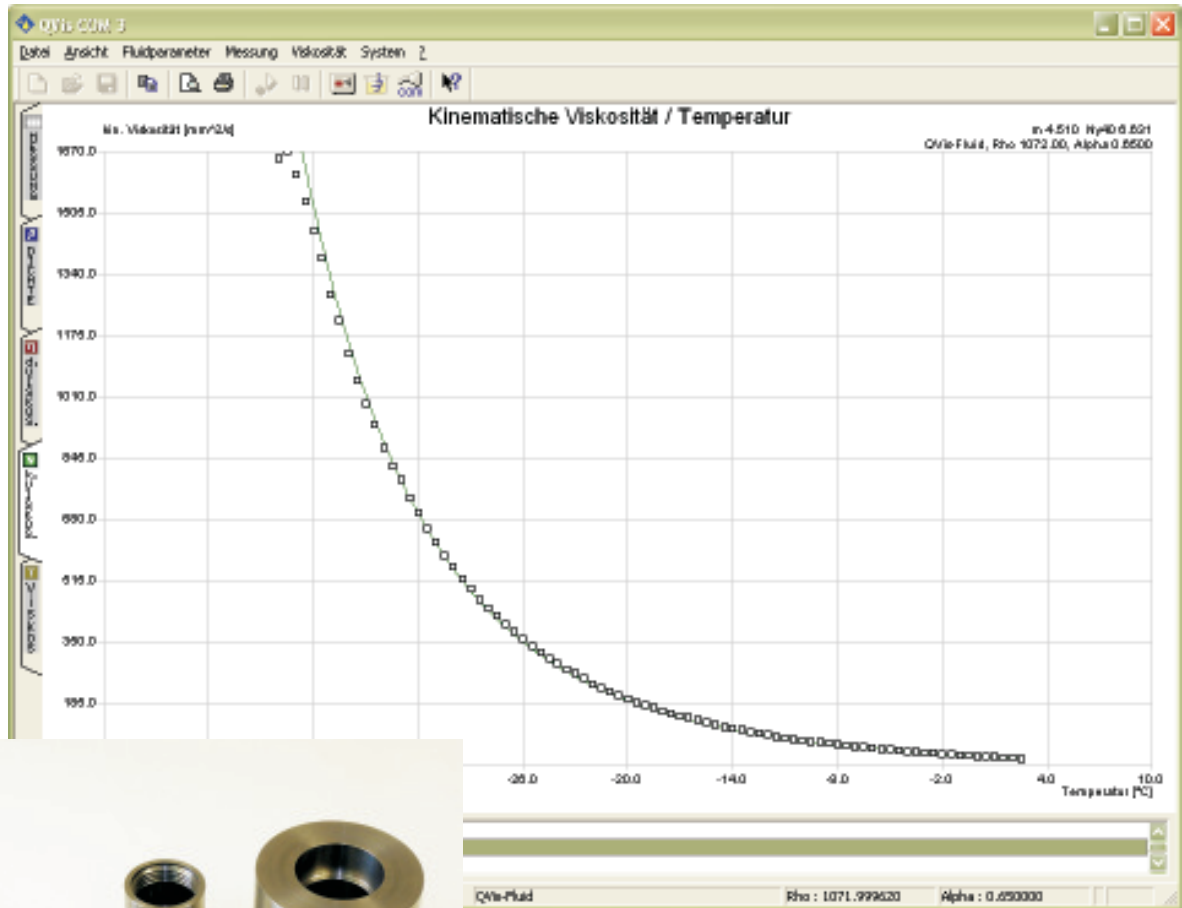 QVis COM 3
Datei Ansicht Fluidparameter Messung Viskosität System ?
Kinematische Viskosität / Temperatur
kin. Viskosität [mm^2/s]
QVis-Fluid, Rho 1072.00, Alpha 0.6500
1670.0
1505.0
1340.0
1175.0
1010.0
845.0
680.0
515.0
350.0
185.0
DICHTE
-26.0 -20.0 -14.0 -8.0 -2.0 4.0 10.0
Temperatur [°C]
QVis-Fluid Rho : 1071.999620 Alpha : 0.650000